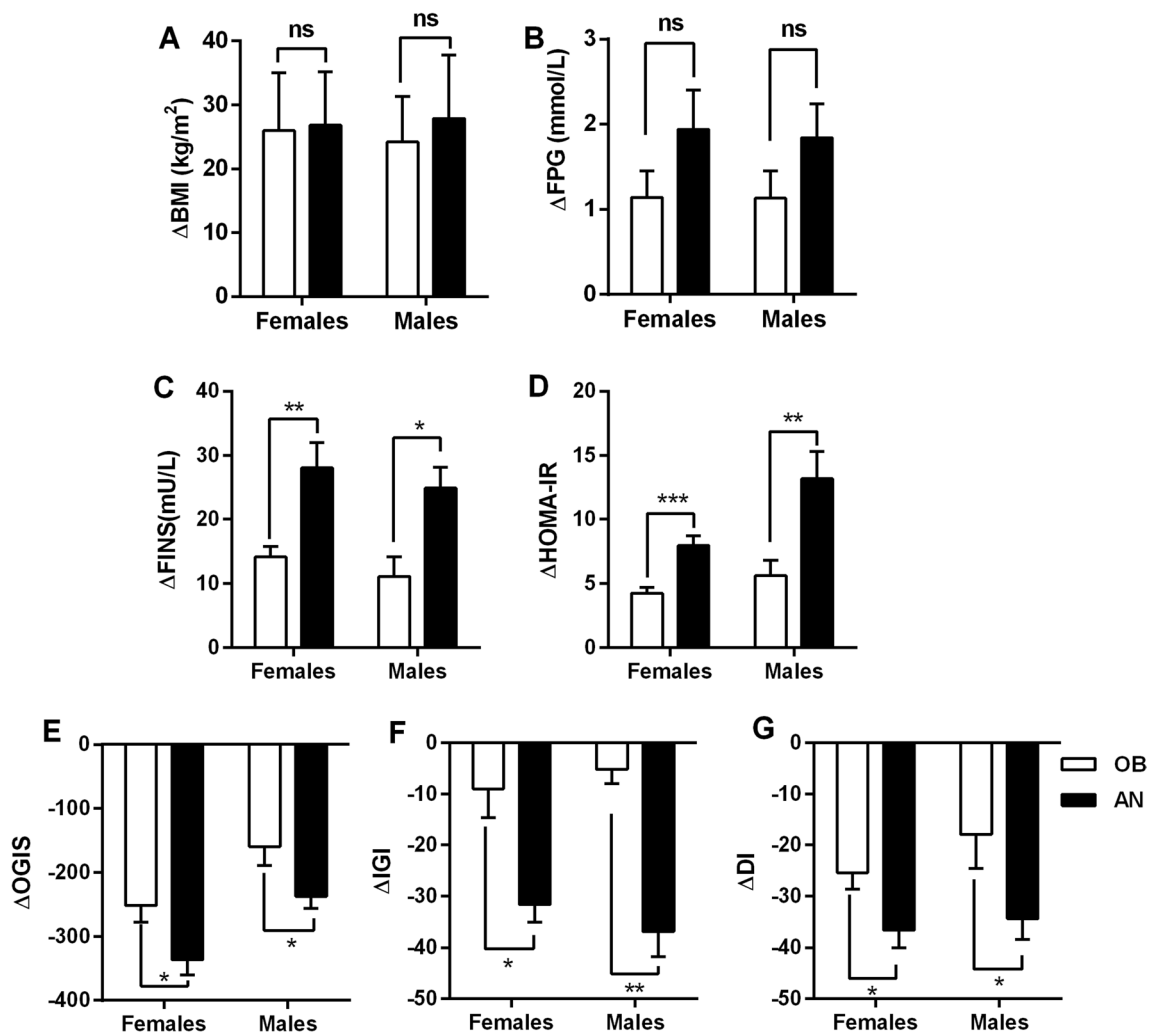 A
ΔBMI (kg/m²)
40
30
20
10
0
ns
ns
Females Males
B
ΔFPG (mmol/L)
3
2
1
0
ns
ns
Females Males
C
ΔFINS(mU/L)
40
30
20
10
0
**
*
Females Males
D
ΔHOMA-IR
20
15
10
5
0
***
**
Females Males
E
ΔOGIS
0
-100
-200
-300
-400
*
*
Females Males
F
ΔIGI
0
-10
-20
-30
-40
-50
*
**
Females Males
G
ΔDI
0
-10
-20
-30
-40
-50
*
*
Females Males
OB
AN